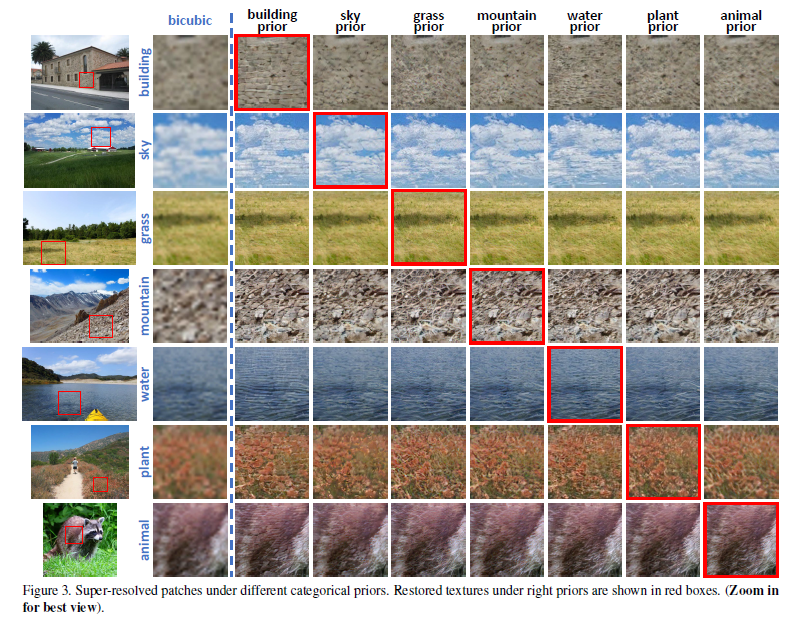 bicubic
building prior
sky prior
grass prior
mountain prior
water prior
plant prior
animal prior
building
sky
grass
mountain
water
plant
animal
Figure 3. Super-resolved patches under different categorical priors. Restored textures under right priors are shown in red boxes. (Zoom in
for best view).